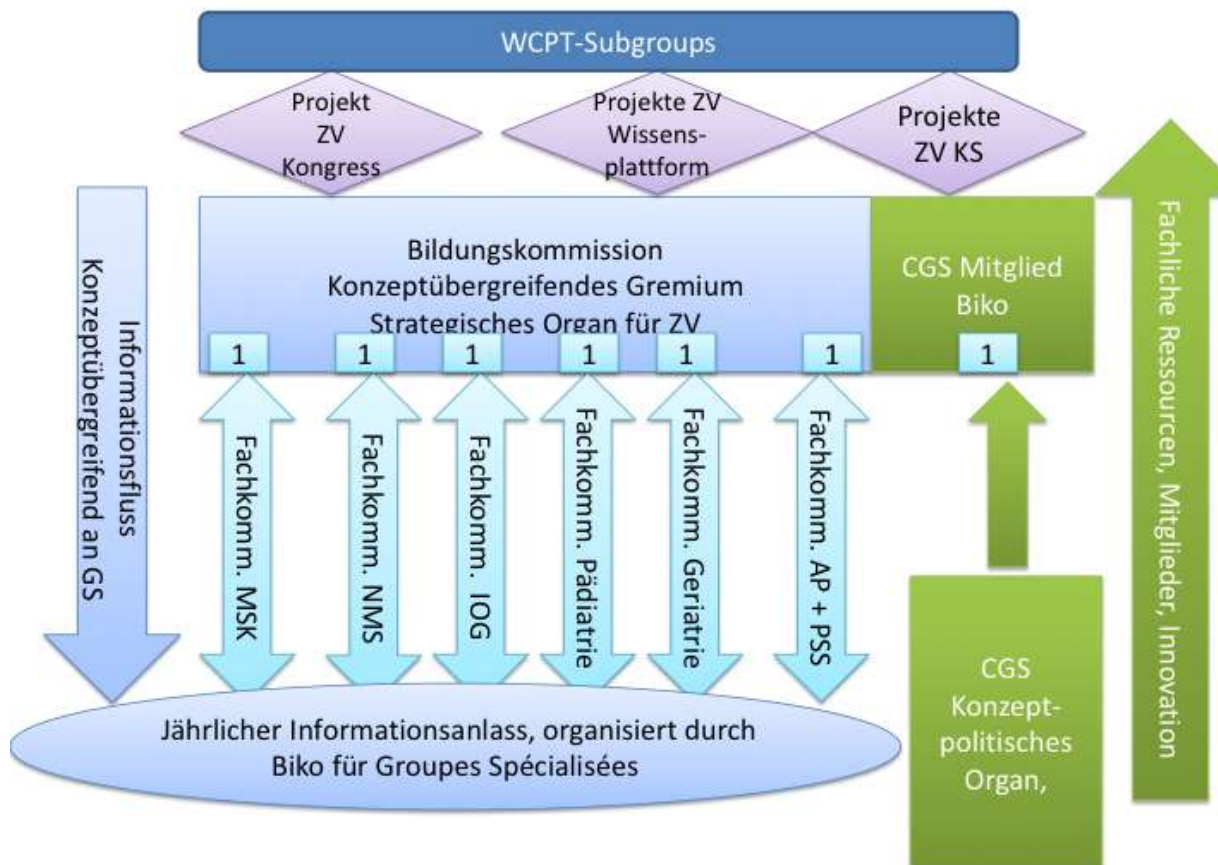 WCPT-Subgroups
Projekt
ZV
Kongress
Projekte ZV
Wissens-
plattform
Projekte
ZV KS
Informationsfluss
Konzeptübergreifend an GS
Bildungskommission
Konzeptübergreifendes Gremium
Strategisches Organ für ZV
CGS Mitglied
Biko
1
1
1
1
1
1
1
Fachkomm. MSK
Fachkomm. NMS
Fachkomm. IOG
Fachkomm. Pädiatrie
Fachkomm. Geriatrie
Fachkomm. AP + PSS
Fachliche Ressourcen, Mitglieder, Innovation
Jährlicher Informationsanlass, organisiert durch
Biko für Groupes Spécialisées
CGS
Konzept-
politisches
Organ,